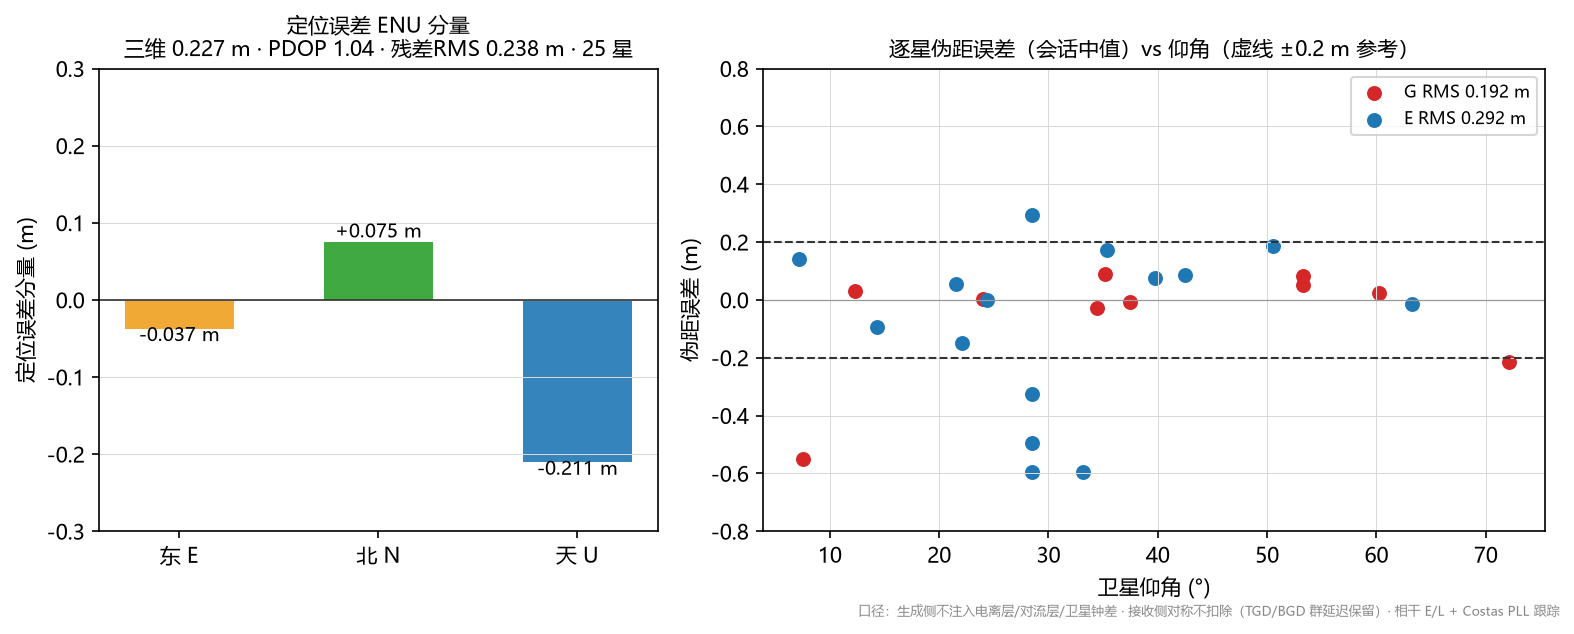 定位误差 ENU 分量
三维 0.227 m · PDOP 1.04 · 残差RMS 0.238 m · 25 星
定位误差分量 (m)
0.3
0.2
0.1
0.0
-0.1
-0.2
-0.3
-0.037 m
+0.075 m
-0.211 m
东 E
北 N
天 U
逐星伪距误差（会话中值）vs 仰角（虚线 ±0.2 m 参考）
伪距误差 (m)
0.8
0.6
0.4
0.2
0.0
-0.2
-0.4
-0.6
-0.8
G RMS 0.192 m
E RMS 0.292 m
10
20
30
40
50
60
70
卫星仰角 (°)
口径：生成侧不注入电离层/对流层/卫星钟差 · 接收侧对称不扣除（TGD/BGD 群延迟保留）· 相干 E/L + Costas PLL 跟踪